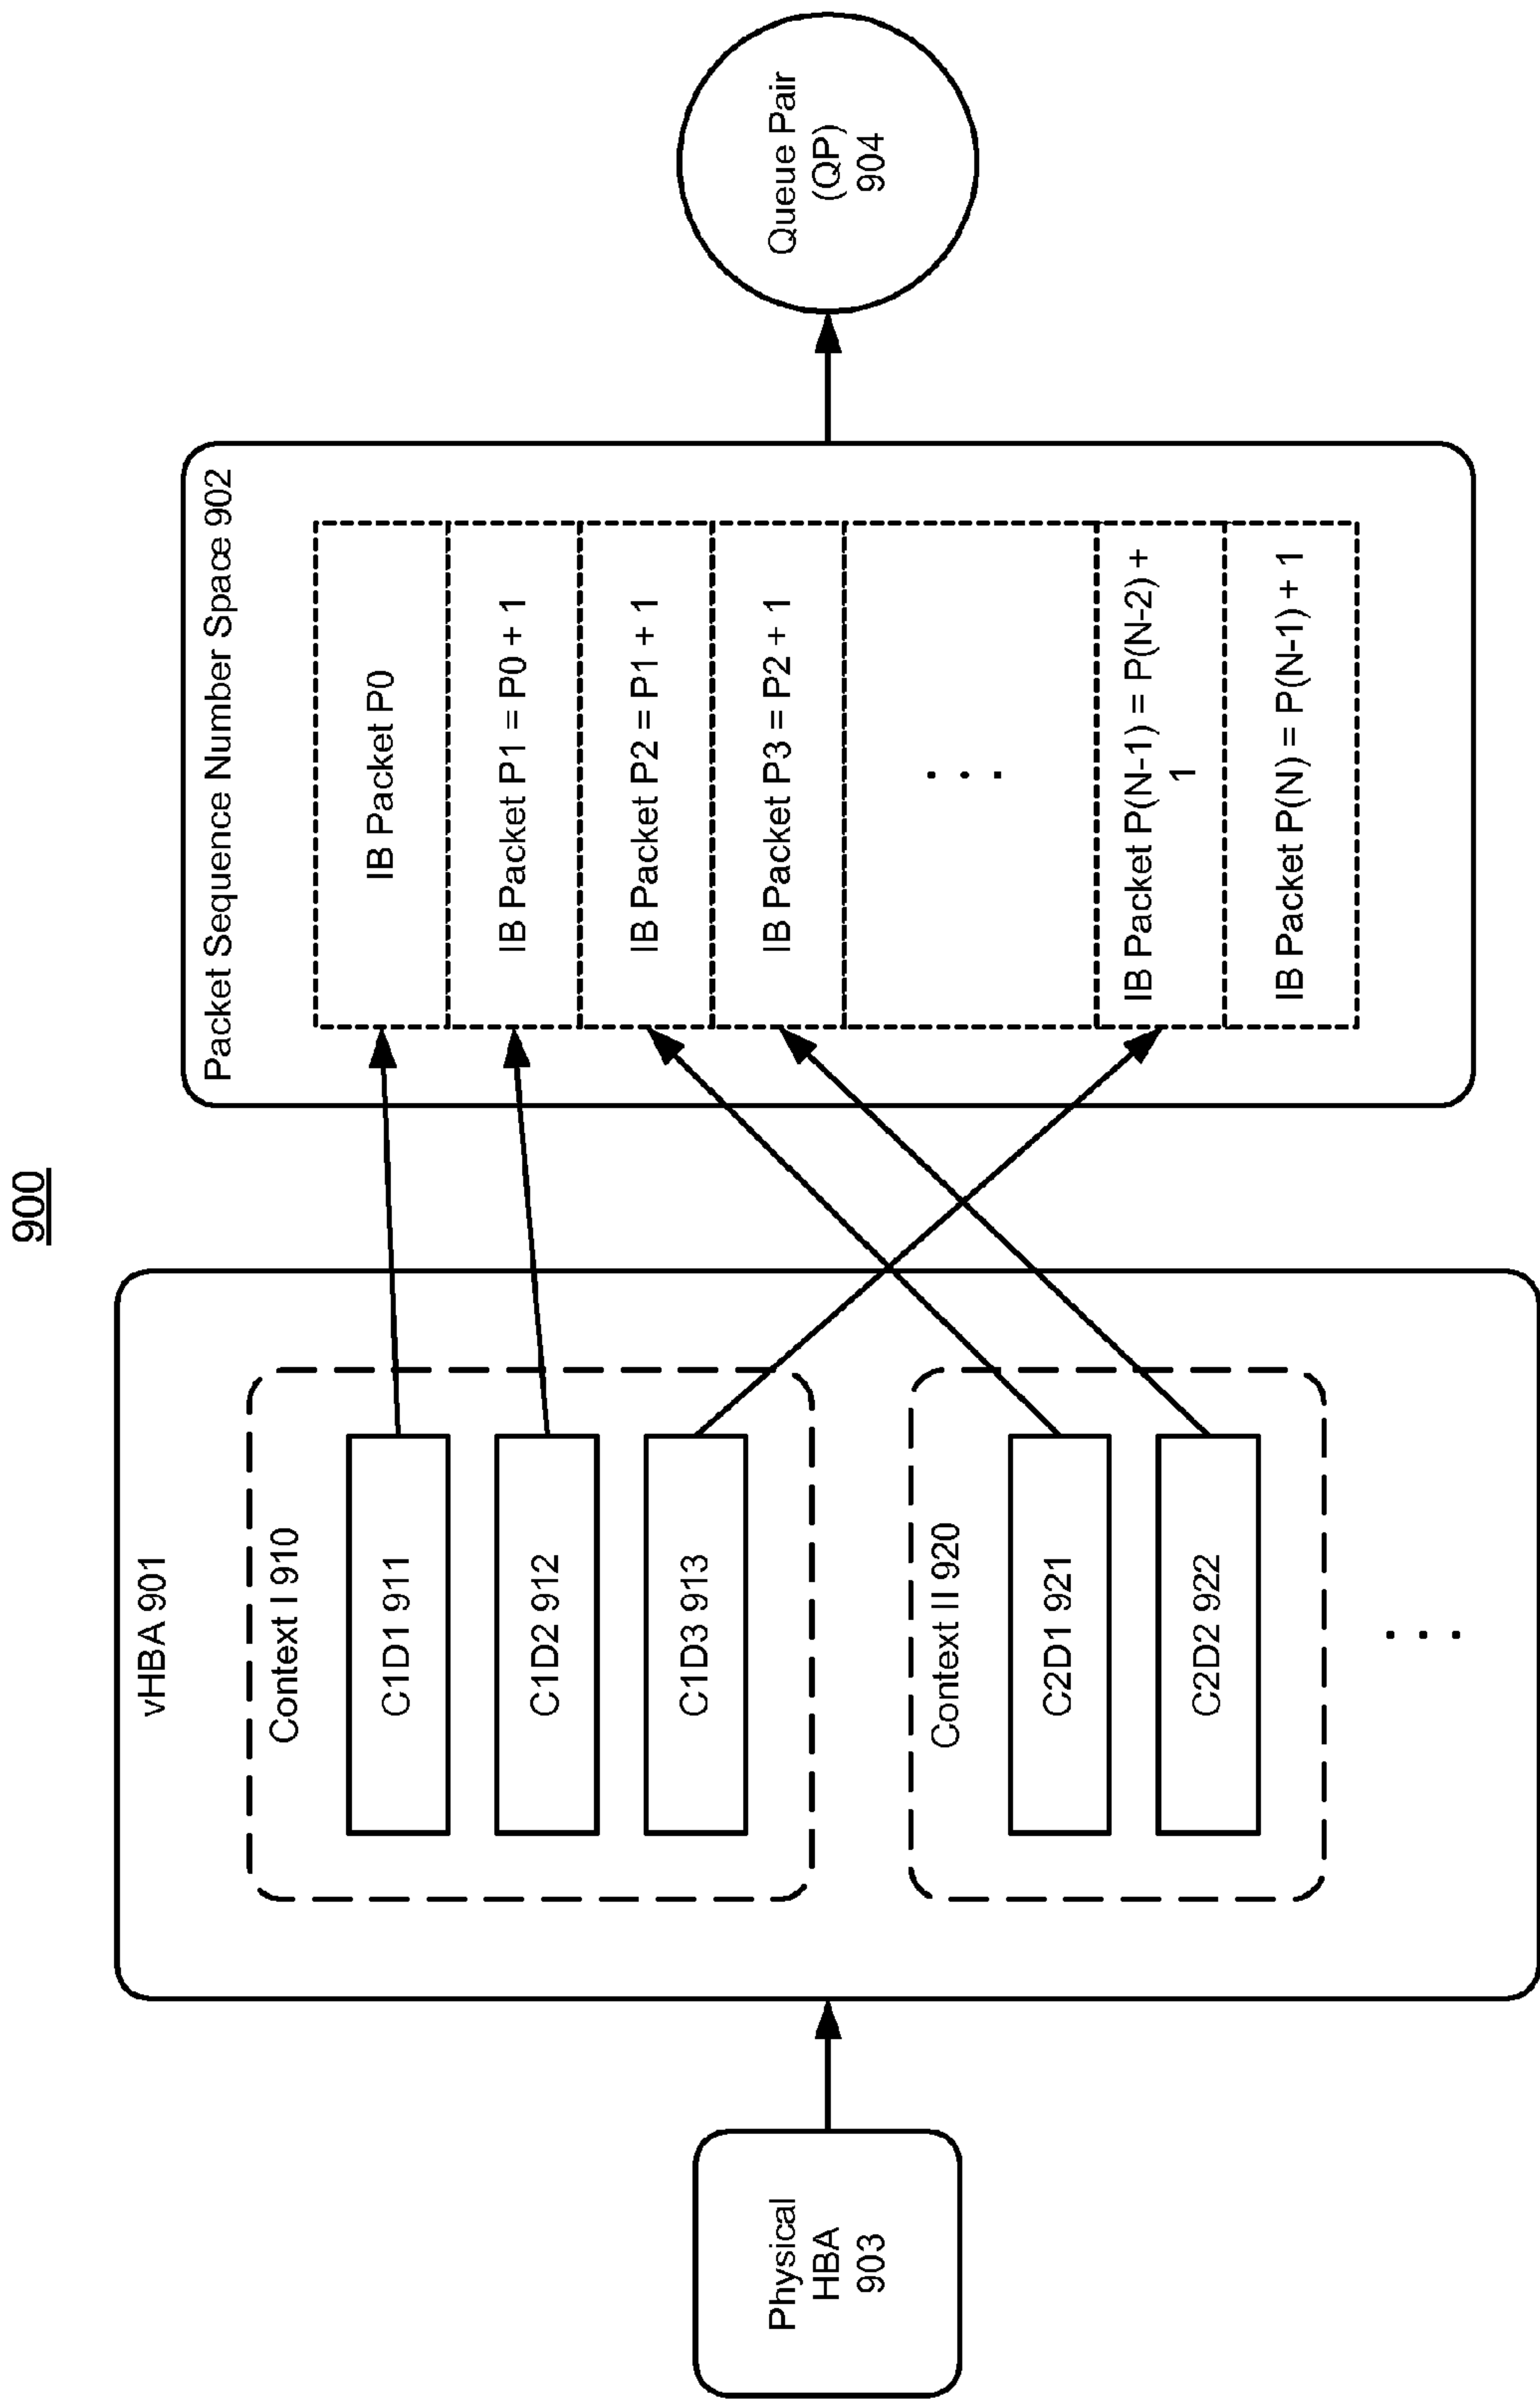 900
Physical
HBA
903
vHBA 901
Context I 910
C1D1 911
C1D2 912
C1D3 913
Context II 920
C2D1 921
C2D2 922
. . .
Packet Sequence Number Space 902
IB Packet P0
IB Packet P1 = P0 + 1
IB Packet P2 = P1 + 1
IB Packet P3 = P2 + 1
. . .
IB Packet P(N-1) = P(N-2) +
1
IB Packet P(N) = P(N-1) + 1
Queue Pair
(QP)
904